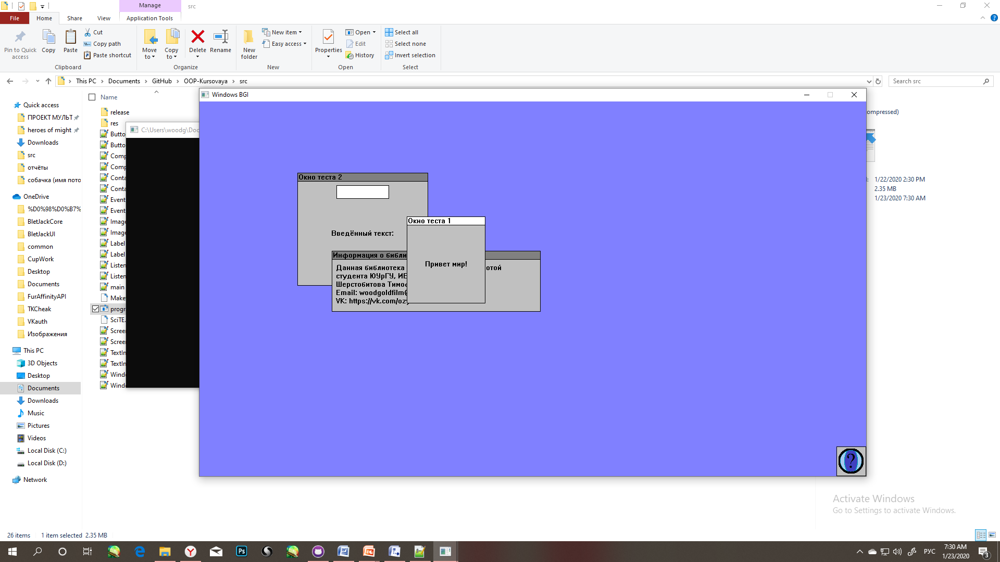 Manage
src
File
Home
Share
View
Application Tools
Pin to Quick access
Copy
Paste
Cut
Copy path
Paste shortcut
Clipboard
Move to
Copy to
Delete
Rename
Organize
New folder
New item
Easy access
New
Properties
Open
Edit
History
Open
Select all
Select none
Invert selection
Select
This PC
Documents
GitHub
OOP-Kursovaya
src
Search src
Quick access
ПРОЕКТ МУЛЬТ
heroes of might
Downloads
src
отчёты
собачка (имя пото
OneDrive
%D0%98%D0%B7%
BletJackCore
BletJackUI
common
CupWork
Desktop
Documents
FurAffinityAPI
TKCheak
VKauth
Изображения
This PC
3D Objects
Desktop
Documents
Downloads
Music
Pictures
Videos
Local Disk (C:)
Local Disk (D:)
Network
Name
release
res
Butto
Butto
Comp
Comp
Conta
Conta
Event
Event
Image
Image
Label
Label
Listen
Listen
main
Make
progr
SciTE.
Scree
Scree
TextIn
TextIn
Wind
Wind
C:\Users\woodg\Doc
Windows BGI
Окно теста 2
Введённый текст:
Окно теста 1
Привет мир!
Информация о библи
Данная библиотека отой
студента ЮУрГУ, ИЕ
Шерстобитова Тимо
Email: woodgoldfilm@
VK: https://vk.com/oz
?
ompressed)
1/22/2020 2:30 PM
2.35 MB
1/23/2020 7:30 AM
Activate Windows
Go to Settings to activate Windows.
26 items
1 item selected 2.35 MB
Ps
РУС
7:30 AM
1/23/2020
3